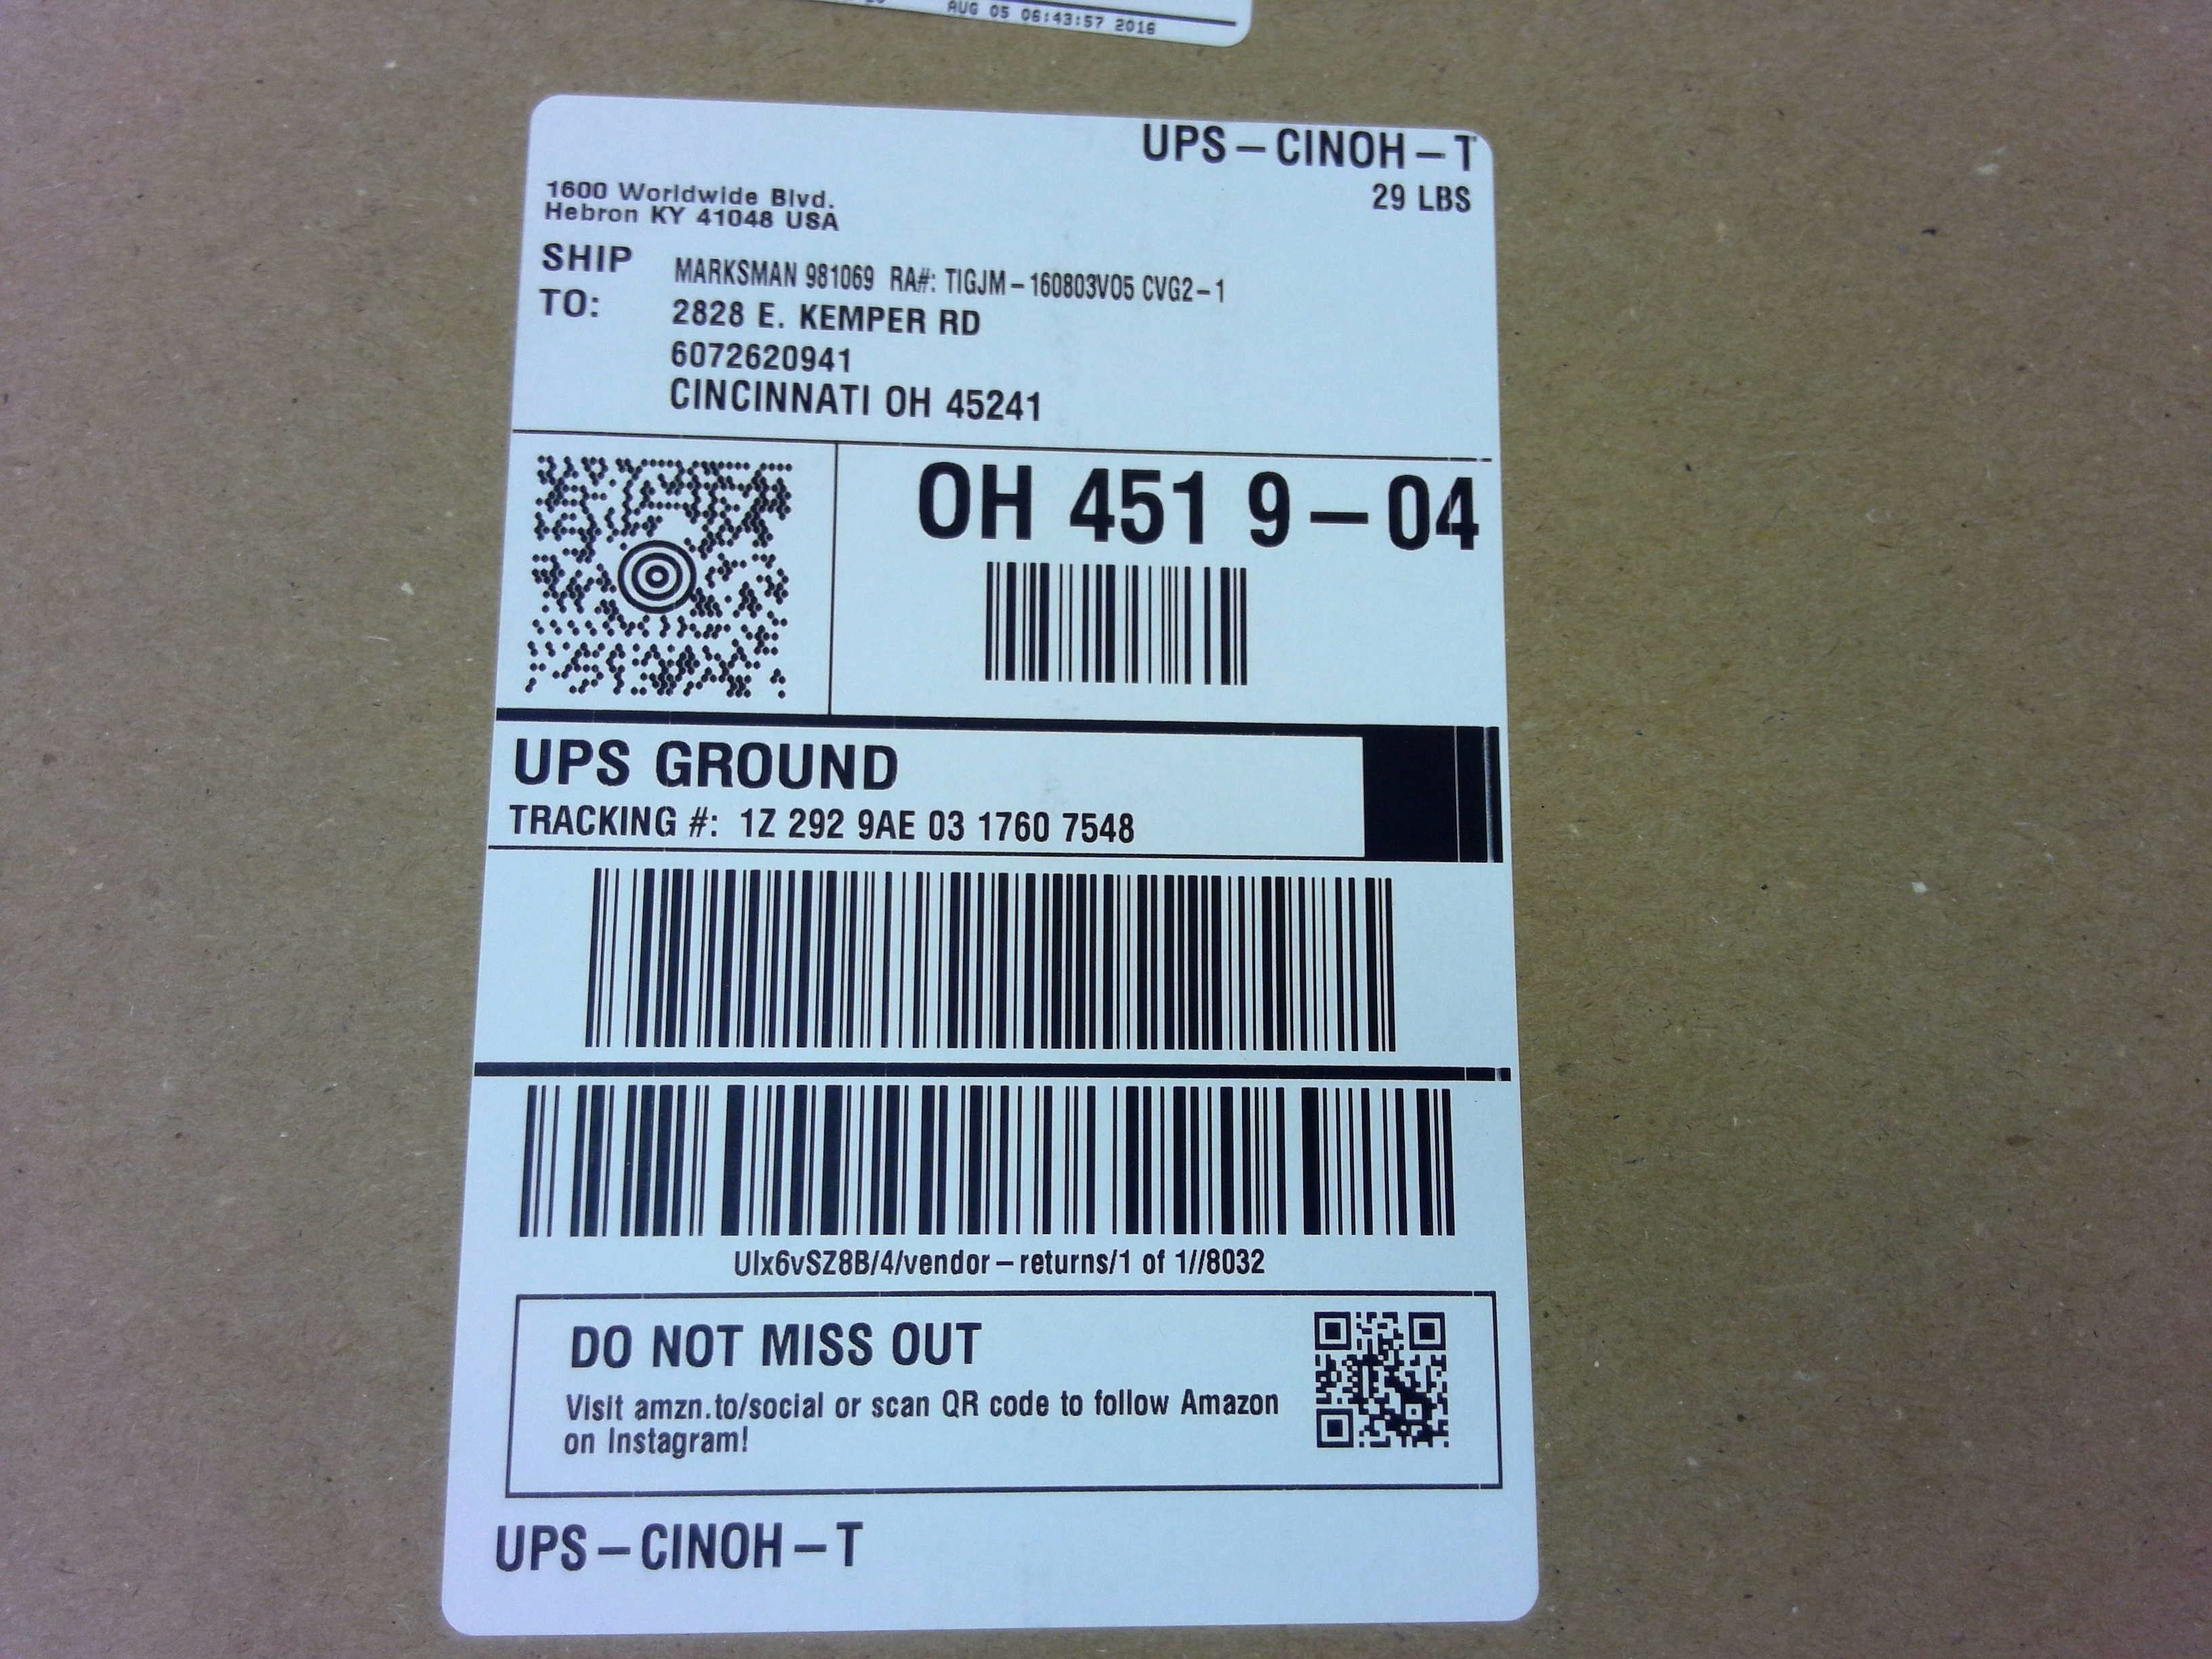 AUG 05 06:43:57 2016
UPS – CINOH – T
29 LBS
1600 Worldwide Blvd.
Hebron KY 41048 USA
SHIP TO:
MARKSMAN 981069 RA#: TIGJM – 160803V05 CVG2 – 1
2828 E. KEMPER RD
6072620941
CINCINNATI OH 45241
OH 451 9 – 04
UPS GROUND
TRACKING #: 1Z 292 9AE 03 1760 7548
UIx6vSZ8B/4/vendor – returns/1 of 1//8032
DO NOT MISS OUT
Visit amzn.to/social or scan QR code to follow Amazon
on Instagram!
UPS – CINOH – T